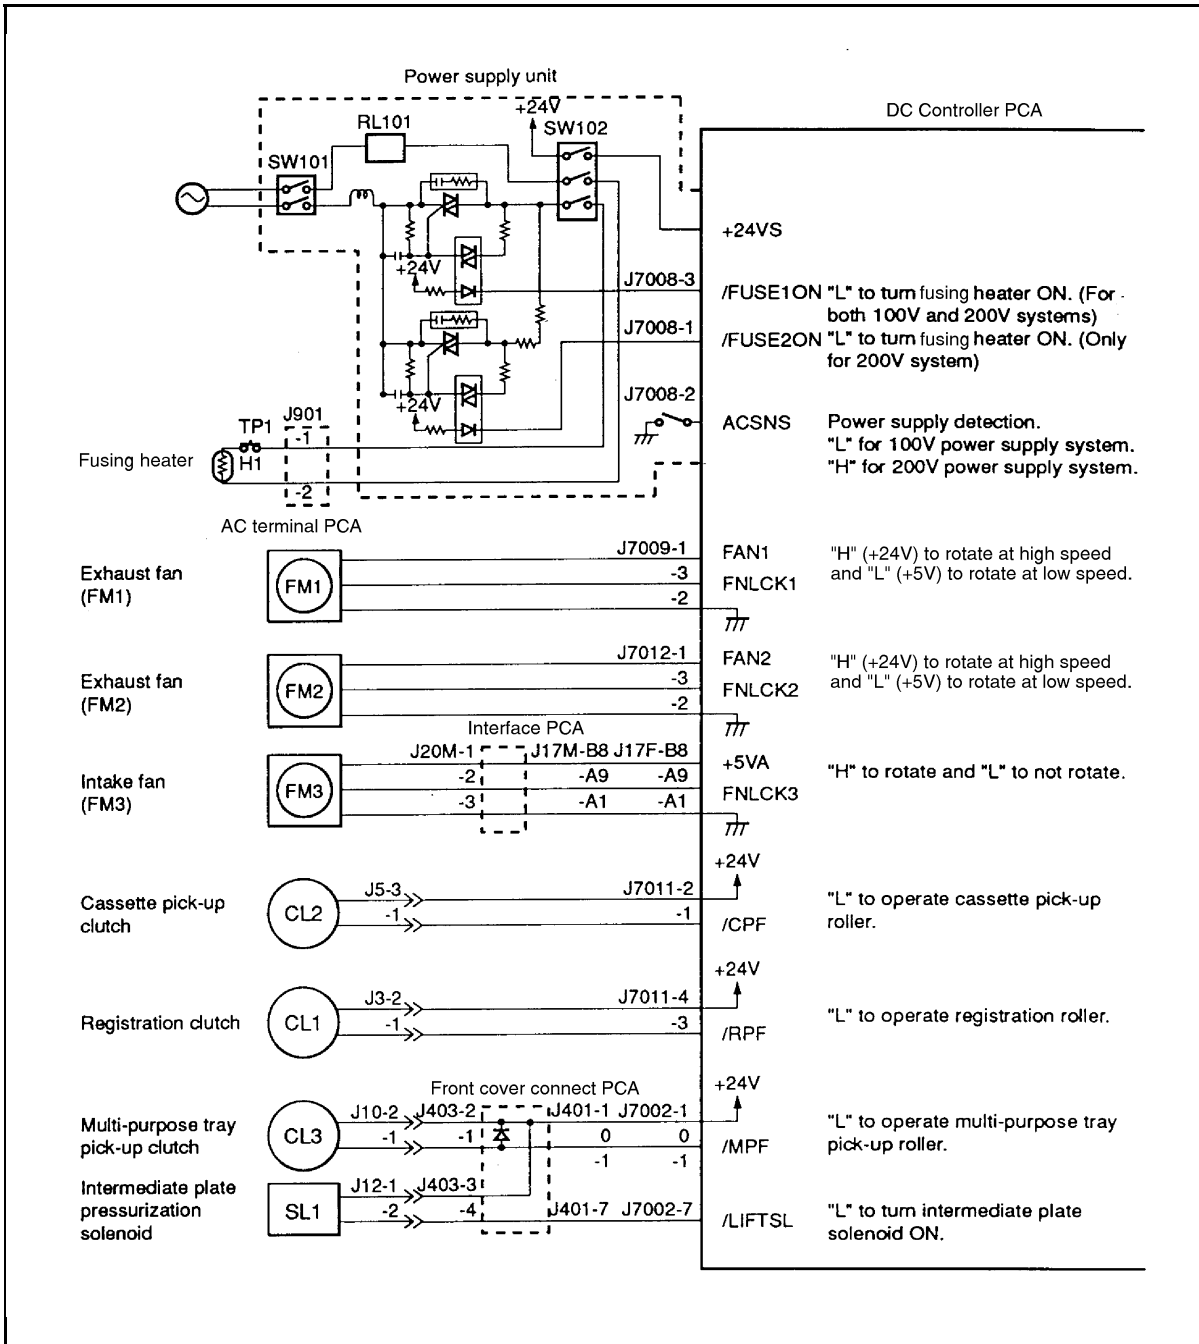 Power supply unit
DC Controller PCA
+24V
RL101
SW102
SW101
+24VS
+24V
J7008-3
/FUSE1ON "L" to turn fusing heater ON. (For
both 100V and 200V systems)
J7008-1
/FUSE2ON "L" to turn fusing heater ON. (Only
for 200V system)
+24V
J7008-2
ACSNS Power supply detection.
"L" for 100V power supply system.
"H" for 200V power supply system.
TP1 J901
-1
Fusing heater H1
-2
AC terminal PCA
Exhaust fan
(FM1)
FM1
J7009-1 FAN1
-3 FNLCK1
-2
"H" (+24V) to rotate at high speed
and "L" (+5V) to rotate at low speed.
Exhaust fan
(FM2)
FM2
J7012-1 FAN2
-3 FNLCK2
-2
"H" (+24V) to rotate at high speed
and "L" (+5V) to rotate at low speed.
Interface PCA
Intake fan
(FM3)
FM3
J20M-1 J17M-B8 J17F-B8 +5VA
-2 -A9 -A9 FNLCK3
-3 -A1 -A1
"H" to rotate and "L" to not rotate.
+24V
Cassette pick-up
clutch
CL2
J5-3 J7011-2
-1 -1 /CPF
"L" to operate cassette pick-up
roller.
+24V
Registration clutch
CL1
J3-2 J7011-4
-1 -3 /RPF
"L" to operate registration roller.
Front cover connect PCA
+24V
Multi-purpose tray
pick-up clutch
CL3
J10-2 J403-2 J401-1 J7002-1
-1 -1 0 0 /MPF
-1 -1
"L" to operate multi-purpose tray
pick-up roller.
Intermediate plate
pressurization
solenoid
SL1
J12-1 J403-3
-2 -4 J401-7 J7002-7 /LIFTSL
"L" to turn intermediate plate
solenoid ON.